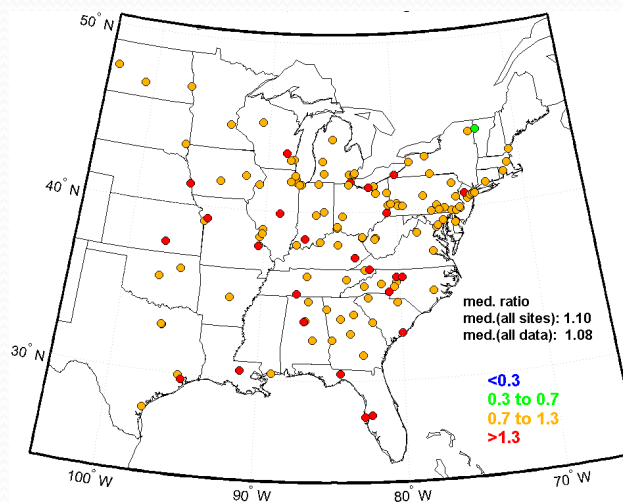 50° N
40° N
30° N
med. ratio
med.(all sites): 1.10
med.(all data): 1.08
<0.3
0.3 to 0.7
0.7 to 1.3
>1.3
100° W
90° W
80° W
70° W